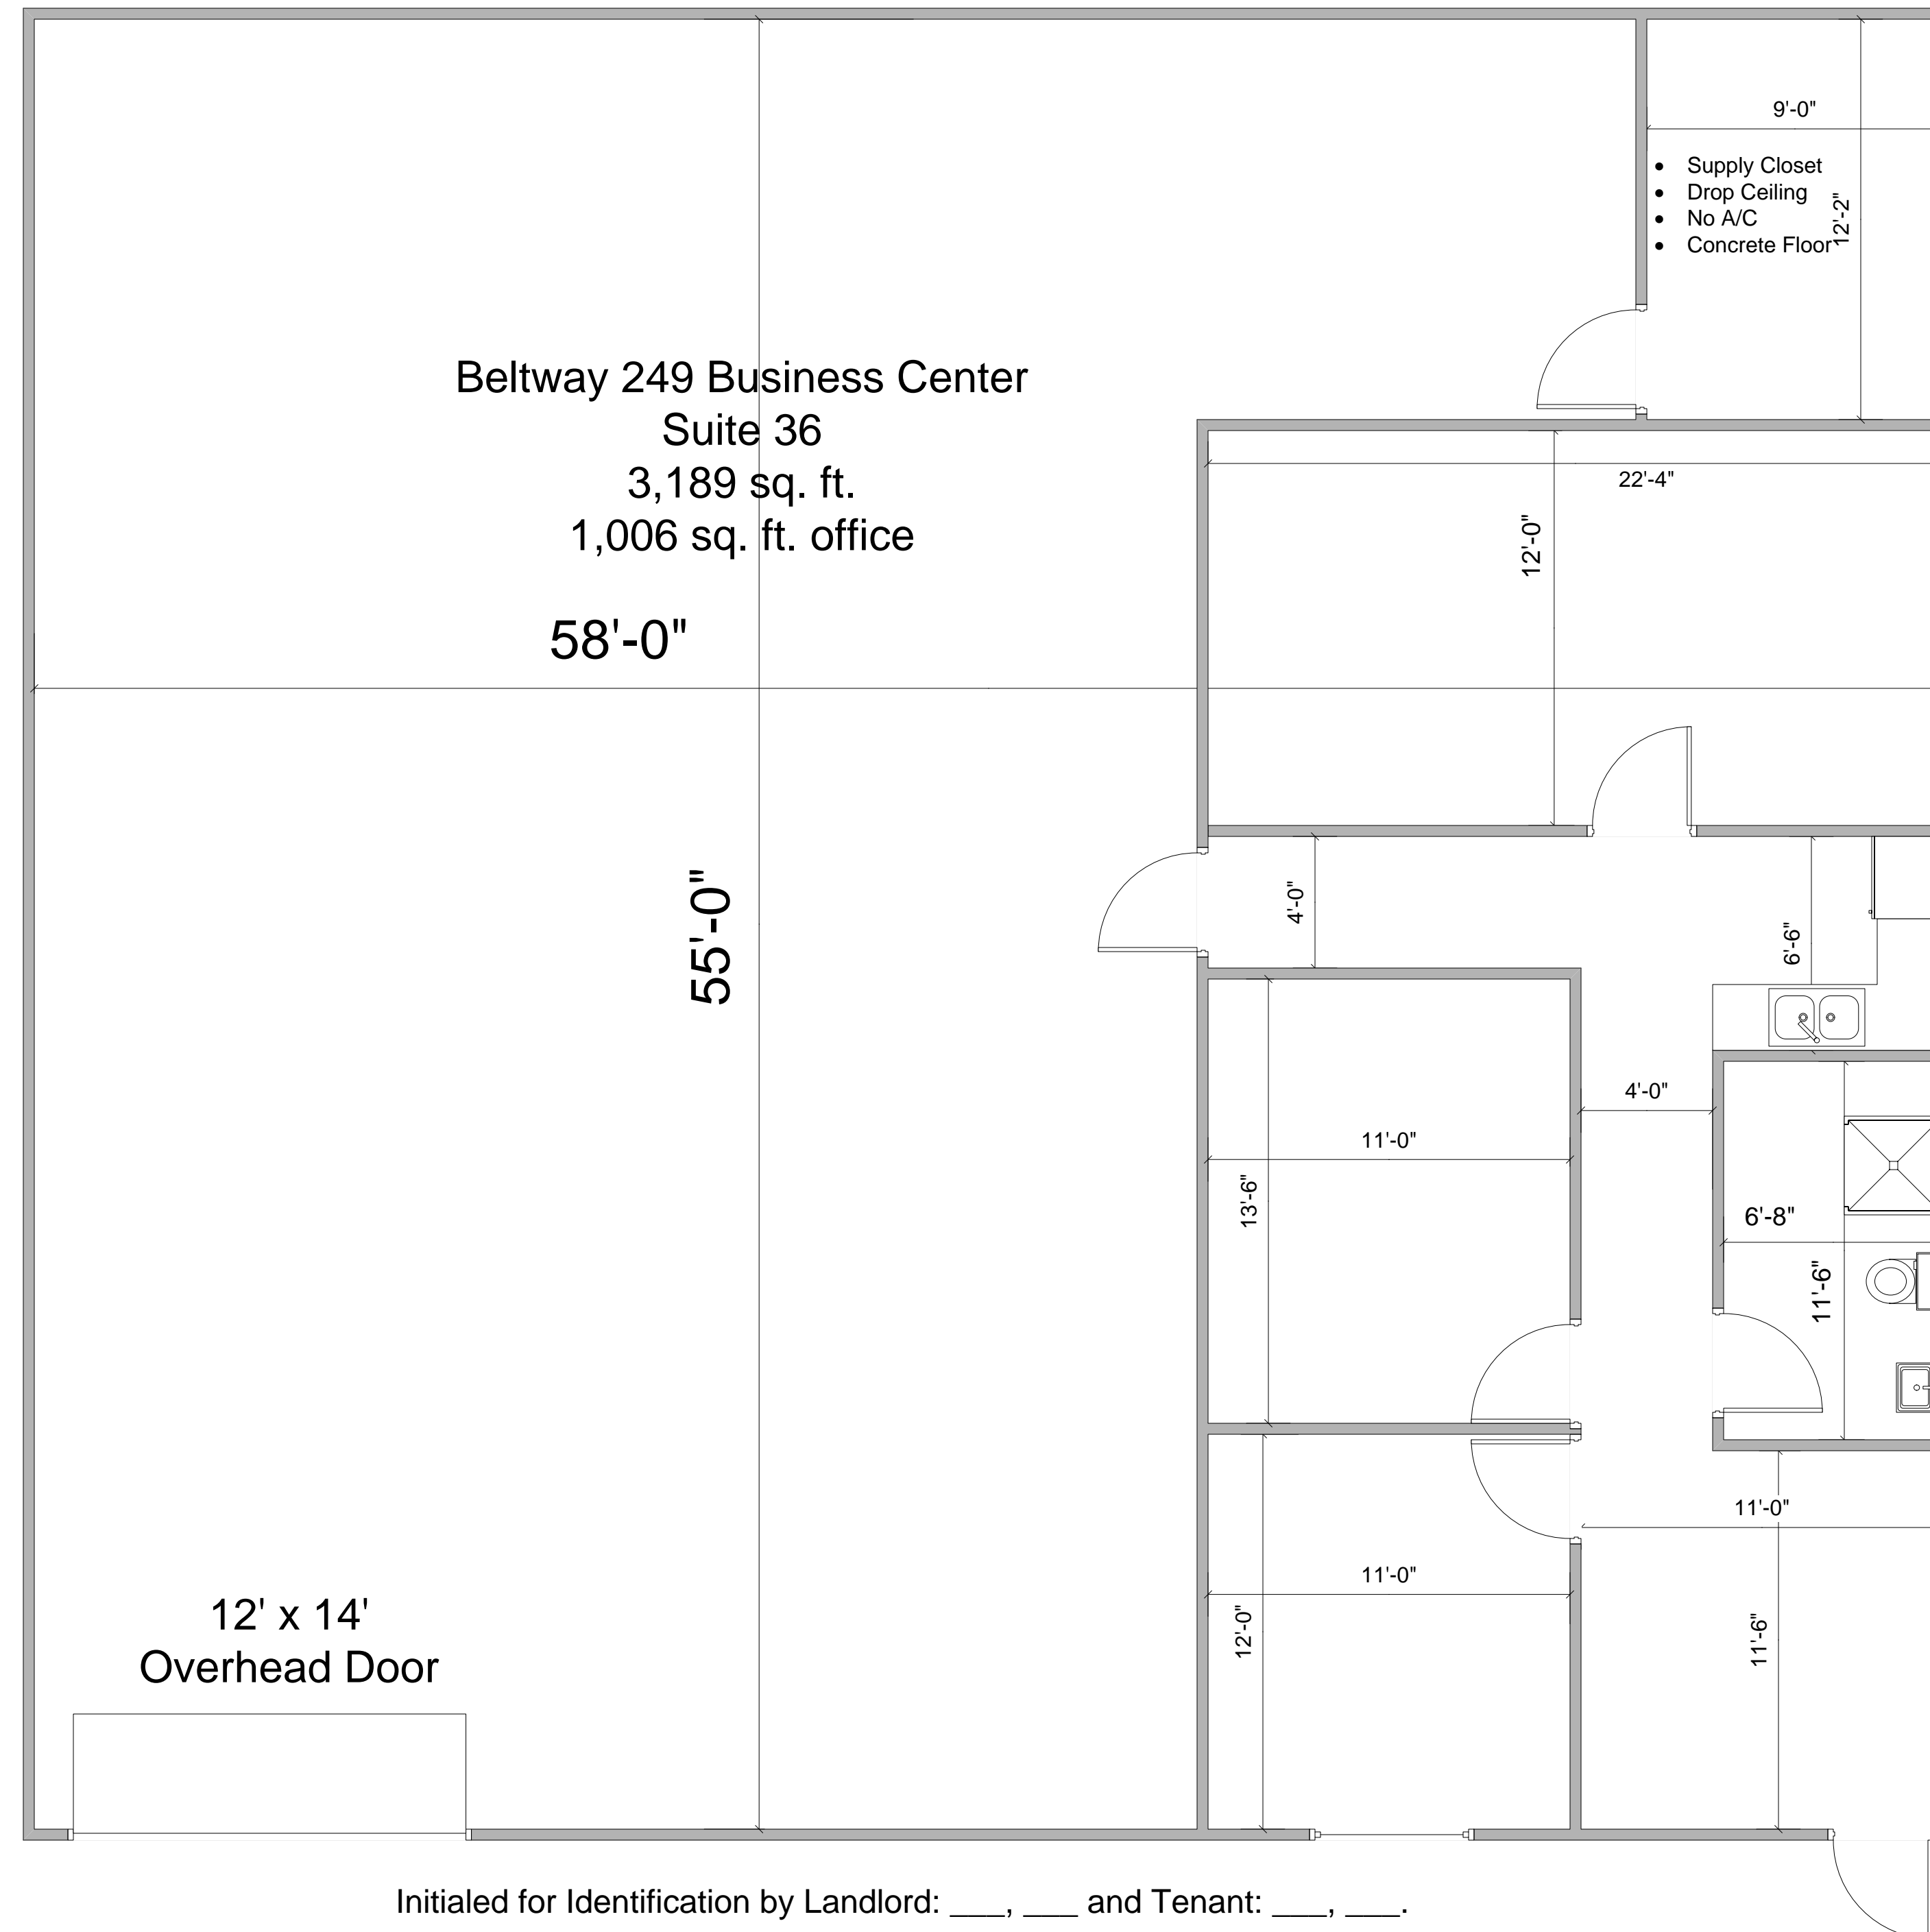 9'-0"
• Supply Closet
• Drop Ceiling
• No A/C
• Concrete Floor
12'-2"
Beltway 249 Business Center
Suite 36
3,189 sq. ft.
1,006 sq. ft. office
22'-4"
12'-0"
58'-0"
55'-0"
4'-0"
6'-6"
4'-0"
11'-0"
13'-6"
6'-8"
11'-6"
11'-0"
11'-0"
12'-0"
11'-6"
12' x 14'
Overhead Door
Initialed for Identification by Landlord: ___, ___ and Tenant: ___, ___.